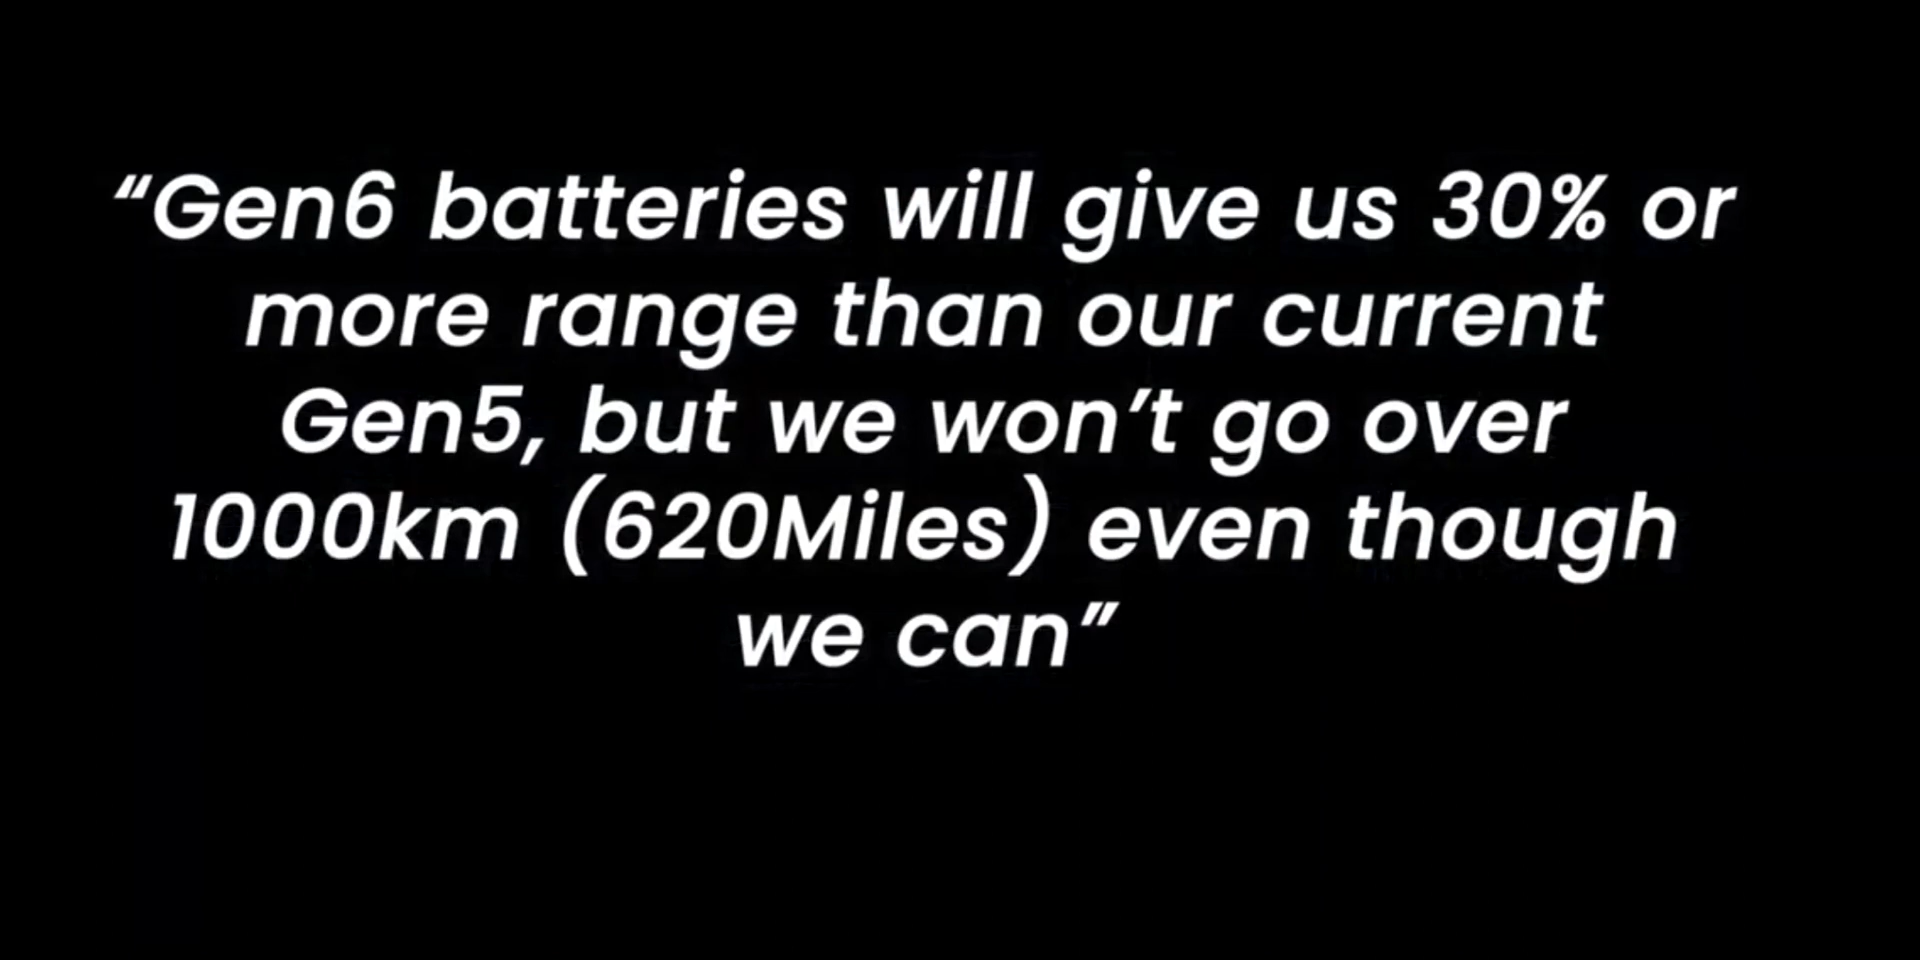 “Gen6 batteries will give us 30% or
more range than our current
Gen5, but we won’t go over
1000km (620Miles) even though
we can”